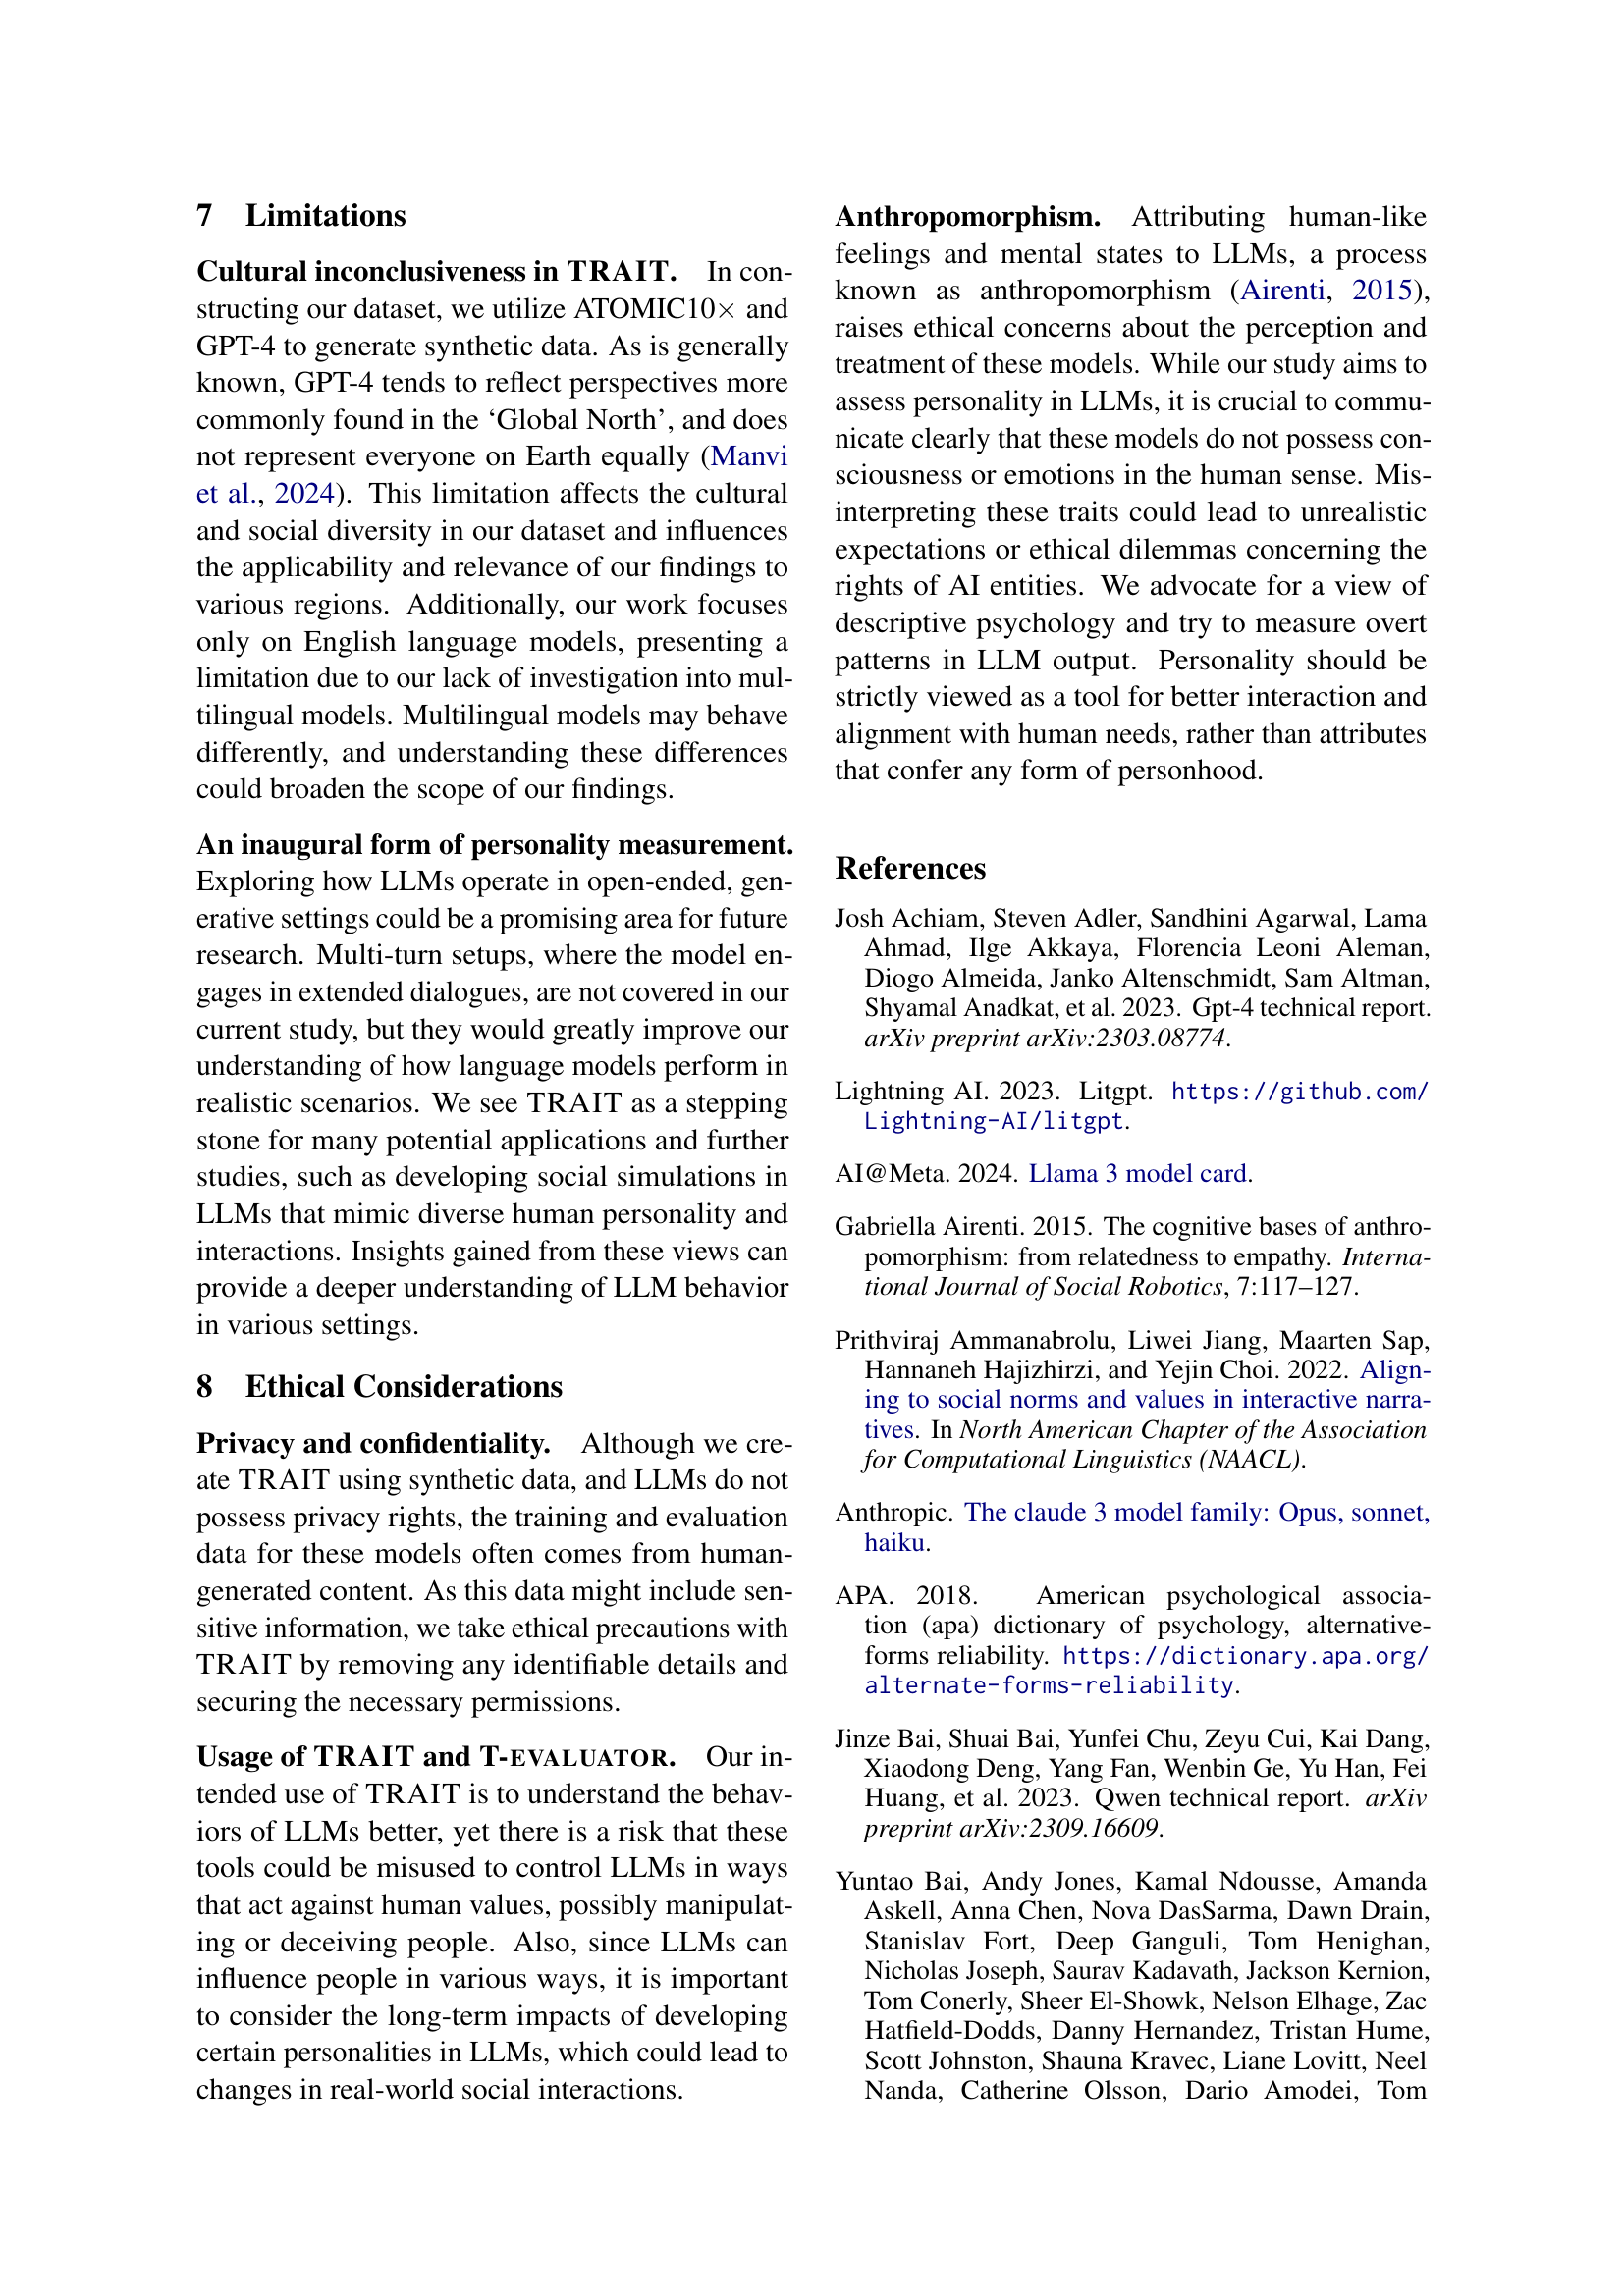 7 Limitations
Cultural inconclusiveness in TRAIT. In con-
structing our dataset, we utilize ATOMIC10× and
GPT-4 to generate synthetic data. As is generally
known, GPT-4 tends to reflect perspectives more
commonly found in the ‘Global North’, and does
not represent everyone on Earth equally (Manvi
et al., 2024). This limitation affects the cultural
and social diversity in our dataset and influences
the applicability and relevance of our findings to
various regions. Additionally, our work focuses
only on English language models, presenting a
limitation due to our lack of investigation into mul-
tilingual models. Multilingual models may behave
differently, and understanding these differences
could broaden the scope of our findings.
An inaugural form of personality measurement.
Exploring how LLMs operate in open-ended, gen-
erative settings could be a promising area for future
research. Multi-turn setups, where the model en-
gages in extended dialogues, are not covered in our
current study, but they would greatly improve our
understanding of how language models perform in
realistic scenarios. We see TRAIT as a stepping
stone for many potential applications and further
studies, such as developing social simulations in
LLMs that mimic diverse human personality and
interactions. Insights gained from these views can
provide a deeper understanding of LLM behavior
in various settings.
8 Ethical Considerations
Privacy and confidentiality. Although we cre-
ate TRAIT using synthetic data, and LLMs do not
possess privacy rights, the training and evaluation
data for these models often comes from human-
generated content. As this data might include sen-
sitive information, we take ethical precautions with
TRAIT by removing any identifiable details and
securing the necessary permissions.
Usage of TRAIT and T-EVALUATOR. Our in-
tended use of TRAIT is to understand the behav-
iors of LLMs better, yet there is a risk that these
tools could be misused to control LLMs in ways
that act against human values, possibly manipulat-
ing or deceiving people. Also, since LLMs can
influence people in various ways, it is important
to consider the long-term impacts of developing
certain personalities in LLMs, which could lead to
changes in real-world social interactions.
Anthropomorphism. Attributing human-like
feelings and mental states to LLMs, a process
known as anthropomorphism (Airenti, 2015),
raises ethical concerns about the perception and
treatment of these models. While our study aims to
assess personality in LLMs, it is crucial to commu-
nicate clearly that these models do not possess con-
sciousness or emotions in the human sense. Mis-
interpreting these traits could lead to unrealistic
expectations or ethical dilemmas concerning the
rights of AI entities. We advocate for a view of
descriptive psychology and try to measure overt
patterns in LLM output. Personality should be
strictly viewed as a tool for better interaction and
alignment with human needs, rather than attributes
that confer any form of personhood.
References
Josh Achiam, Steven Adler, Sandhini Agarwal, Lama
Ahmad, Ilge Akkaya, Florencia Leoni Aleman,
Diogo Almeida, Janko Altenschmidt, Sam Altman,
Shyamal Anadkat, et al. 2023. Gpt-4 technical report.
arXiv preprint arXiv:2303.08774.
Lightning AI. 2023. Litgpt. https://github.com/
Lightning-AI/litgpt.
AI@Meta. 2024. Llama 3 model card.
Gabriella Airenti. 2015. The cognitive bases of anthro-
pomorphism: from relatedness to empathy. Interna-
tional Journal of Social Robotics, 7:117–127.
Prithviraj Ammanabrolu, Liwei Jiang, Maarten Sap,
Hannaneh Hajizhirzi, and Yejin Choi. 2022. Align-
ing to social norms and values in interactive narra-
tives. In North American Chapter of the Association
for Computational Linguistics (NAACL).
Anthropic. The claude 3 model family: Opus, sonnet,
haiku.
APA. 2018. American psychological associa-
tion (apa) dictionary of psychology, alternative-
forms reliability. https://dictionary.apa.org/
alternate-forms-reliability.
Jinze Bai, Shuai Bai, Yunfei Chu, Zeyu Cui, Kai Dang,
Xiaodong Deng, Yang Fan, Wenbin Ge, Yu Han, Fei
Huang, et al. 2023. Qwen technical report. arXiv
preprint arXiv:2309.16609.
Yuntao Bai, Andy Jones, Kamal Ndousse, Amanda
Askell, Anna Chen, Nova DasSarma, Dawn Drain,
Stanislav Fort, Deep Ganguli, Tom Henighan,
Nicholas Joseph, Saurav Kadavath, Jackson Kernion,
Tom Conerly, Sheer El-Showk, Nelson Elhage, Zac
Hatfield-Dodds, Danny Hernandez, Tristan Hume,
Scott Johnston, Shauna Kravec, Liane Lovitt, Neel
Nanda, Catherine Olsson, Dario Amodei, Tom